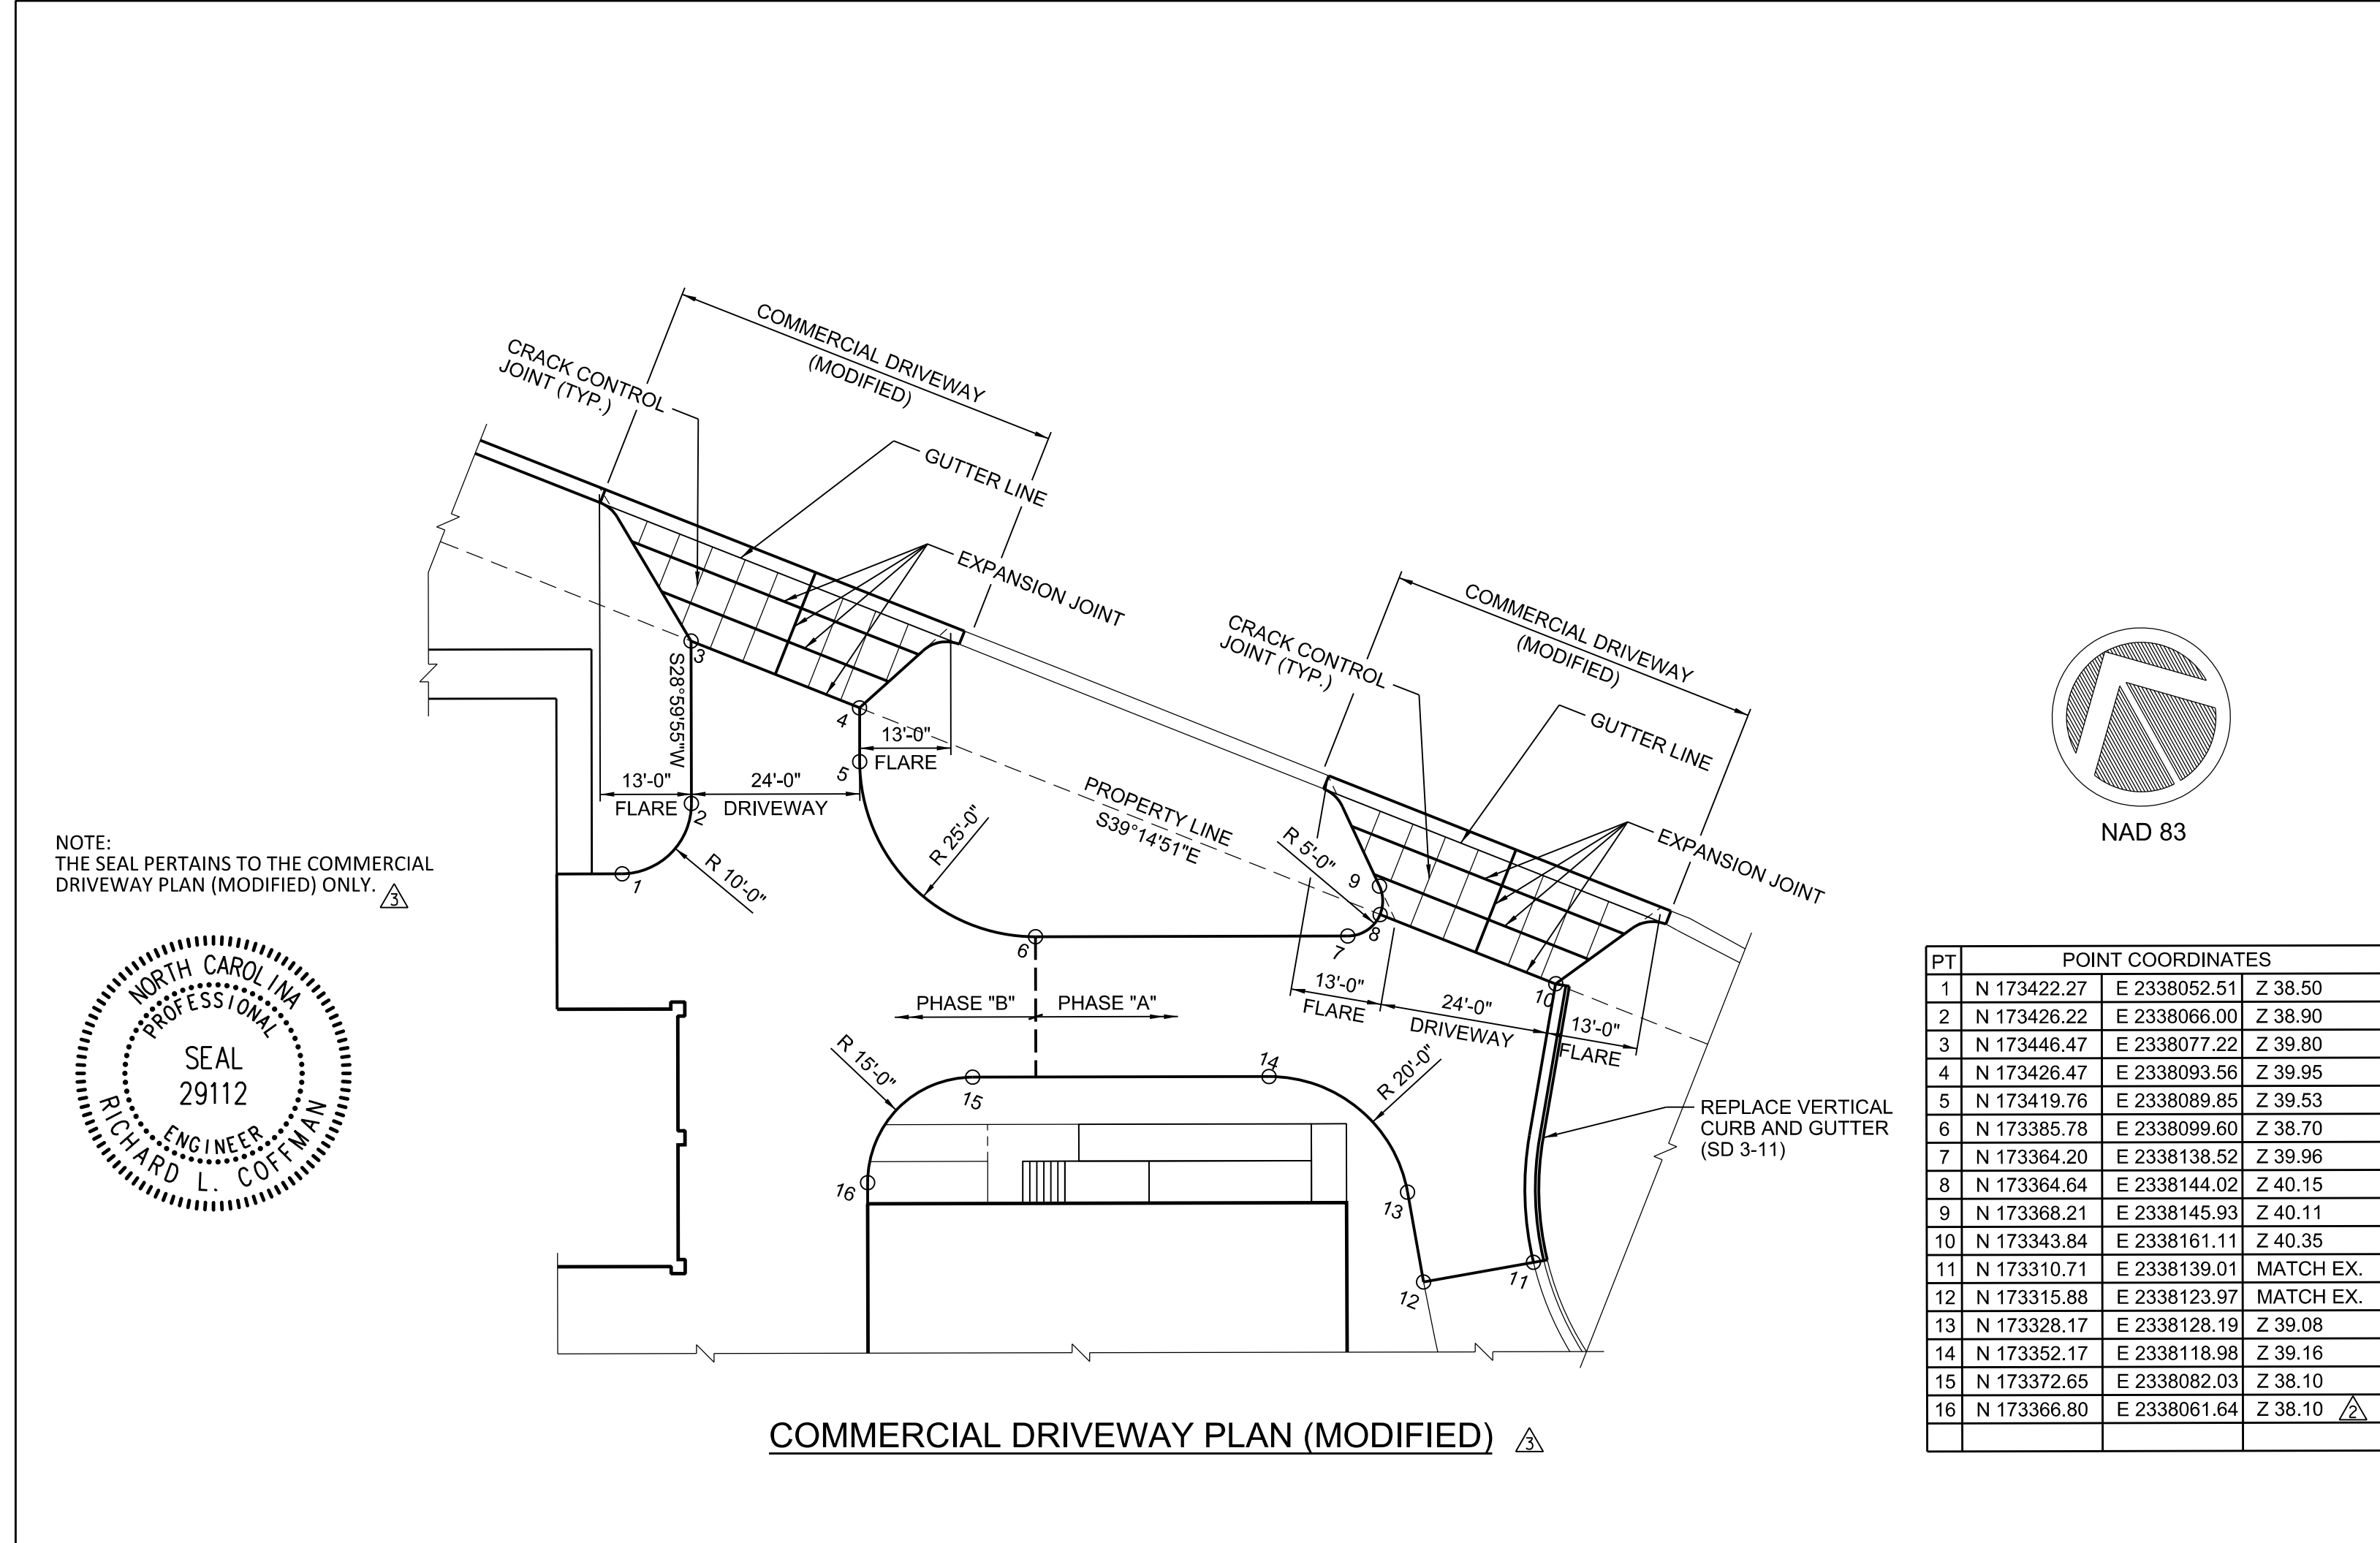 COMMERCIAL DRIVEWAY
(MODIFIED)
CRACK CONTROL
JOINT (TYP.)
GUTTER LINE
EXPANSION JOINT
3
S28°59'55"W
4
13'-0"
FLARE
5
13'-0"
FLARE
24'-0"
DRIVEWAY
2
1
R 10'-0"
R 25'-0"
PROPERTY LINE
S39°14'51"E
COMMERCIAL DRIVEWAY
(MODIFIED)
CRACK CONTROL
JOINT (TYP.)
GUTTER LINE
EXPANSION JOINT
R 5'-0"
9
8
7
6
10
13'-0"
FLARE
24'-0"
DRIVEWAY
13'-0"
FLARE
PHASE "B"
PHASE "A"
R 15'-0"
15
14
R 20'-0"
16
13
12
11
REPLACE VERTICAL
CURB AND GUTTER
(SD 3-11)
NOTE:
THE SEAL PERTAINS TO THE COMMERCIAL
DRIVEWAY PLAN (MODIFIED) ONLY. 3
NORTH CAROLINA
PROFESSIONAL
SEAL
29112
ENGINEER
RICHARD L. COFFMAN
NAD 83
PT POINT COORDINATES
1 N 173422.27 E 2338052.51 Z 38.50
2 N 173426.22 E 2338066.00 Z 38.90
3 N 173446.47 E 2338077.22 Z 39.80
4 N 173426.47 E 2338093.56 Z 39.95
5 N 173419.76 E 2338089.85 Z 39.53
6 N 173385.78 E 2338099.60 Z 38.70
7 N 173364.20 E 2338138.52 Z 39.96
8 N 173364.64 E 2338144.02 Z 40.15
9 N 173368.21 E 2338145.93 Z 40.11
10 N 173343.84 E 2338161.11 Z 40.35
11 N 173310.71 E 2338139.01 MATCH EX.
12 N 173315.88 E 2338123.97 MATCH EX.
13 N 173328.17 E 2338128.19 Z 39.08
14 N 173352.17 E 2338118.98 Z 39.16
15 N 173372.65 E 2338082.03 Z 38.10
16 N 173366.80 E 2338061.64 Z 38.10 2
COMMERCIAL DRIVEWAY PLAN (MODIFIED) 3